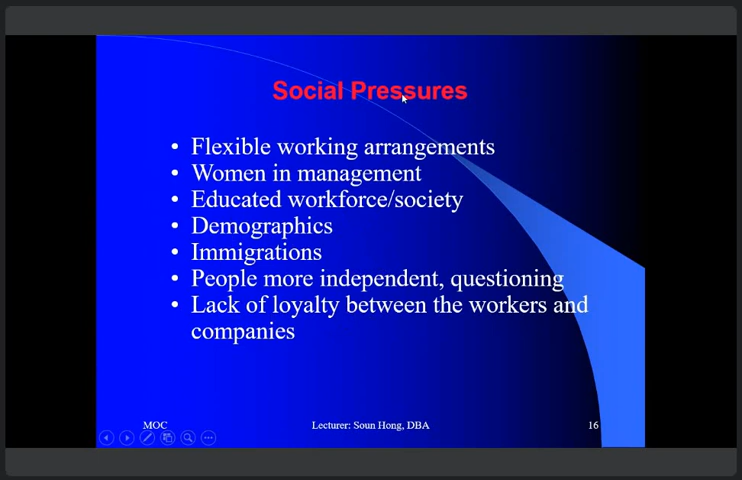 Social Pressures
• Flexible working arrangements
• Women in management
• Educated workforce/society
• Demographics
• Immigrations
• People more independent, questioning
• Lack of loyalty between the workers and
companies
MOC
Lecturer: Soun Hong, DBA
16